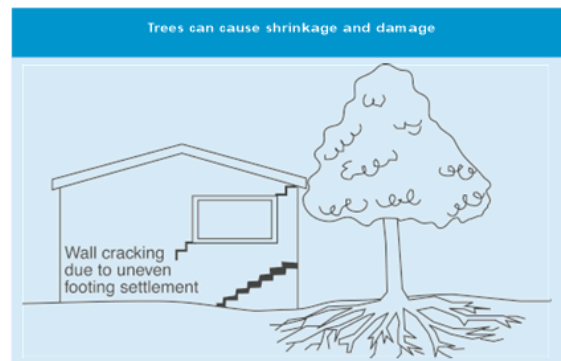 Trees can cause shrinkage and damage
Wall cracking
due to uneven
footing settlement